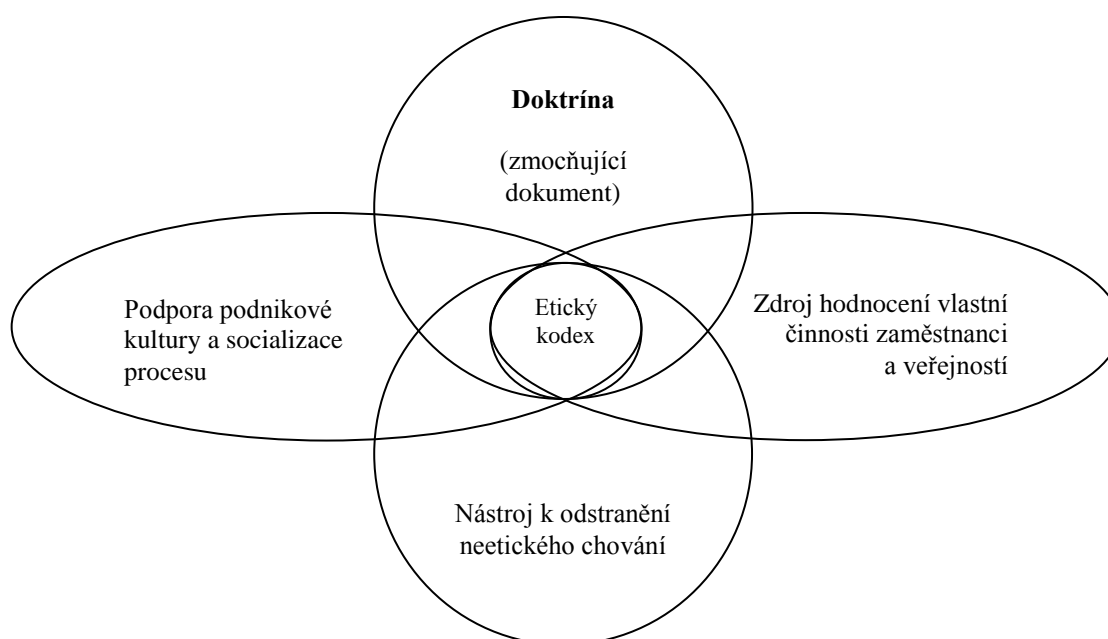 Doktrína
(zmocňující
dokument)
Podpora podnikové
kultury a socializace
procesu
Etický
kodex
Zdroj hodnocení vlastní
činnosti zaměstnanci
a veřejností
Nástroj k odstranění
neetického chování